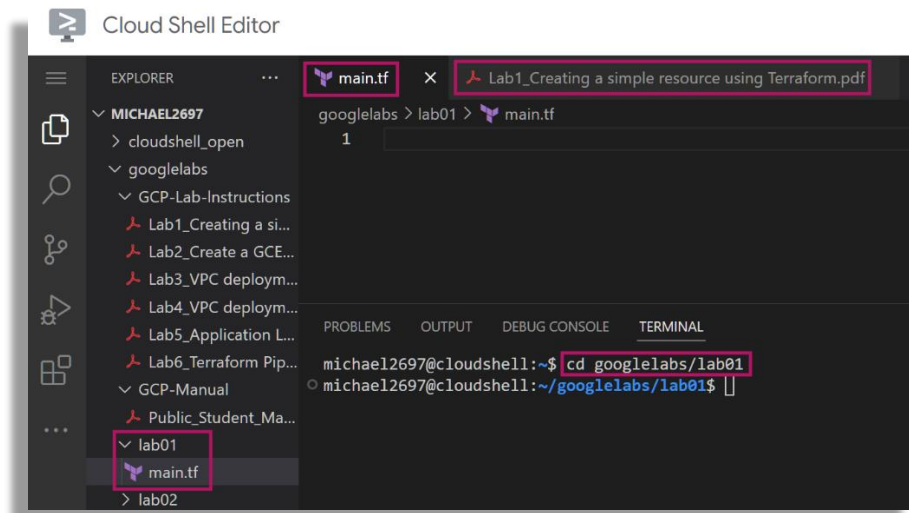 Cloud Shell Editor
EXPLORER ...
MICHAEL2697
cloudshell_open
googlelabs
GCP-Lab-Instructions
Lab1_Creating a si...
Lab2_Create a GCE...
Lab3_VPC deploym...
Lab4_VPC deploym...
Lab5_Application L...
Lab6_Terraform Pip...
GCP-Manual
Public_Student_Ma...
lab01
main.tf
lab02
main.tf × Lab1_Creating a simple resource using Terraform.pdf
googlelabs > lab01 > main.tf
1
PROBLEMS OUTPUT DEBUG CONSOLE TERMINAL
michael2697@cloudshell:~$ cd googlelabs/lab01
michael2697@cloudshell:~/googlelabs/lab01$